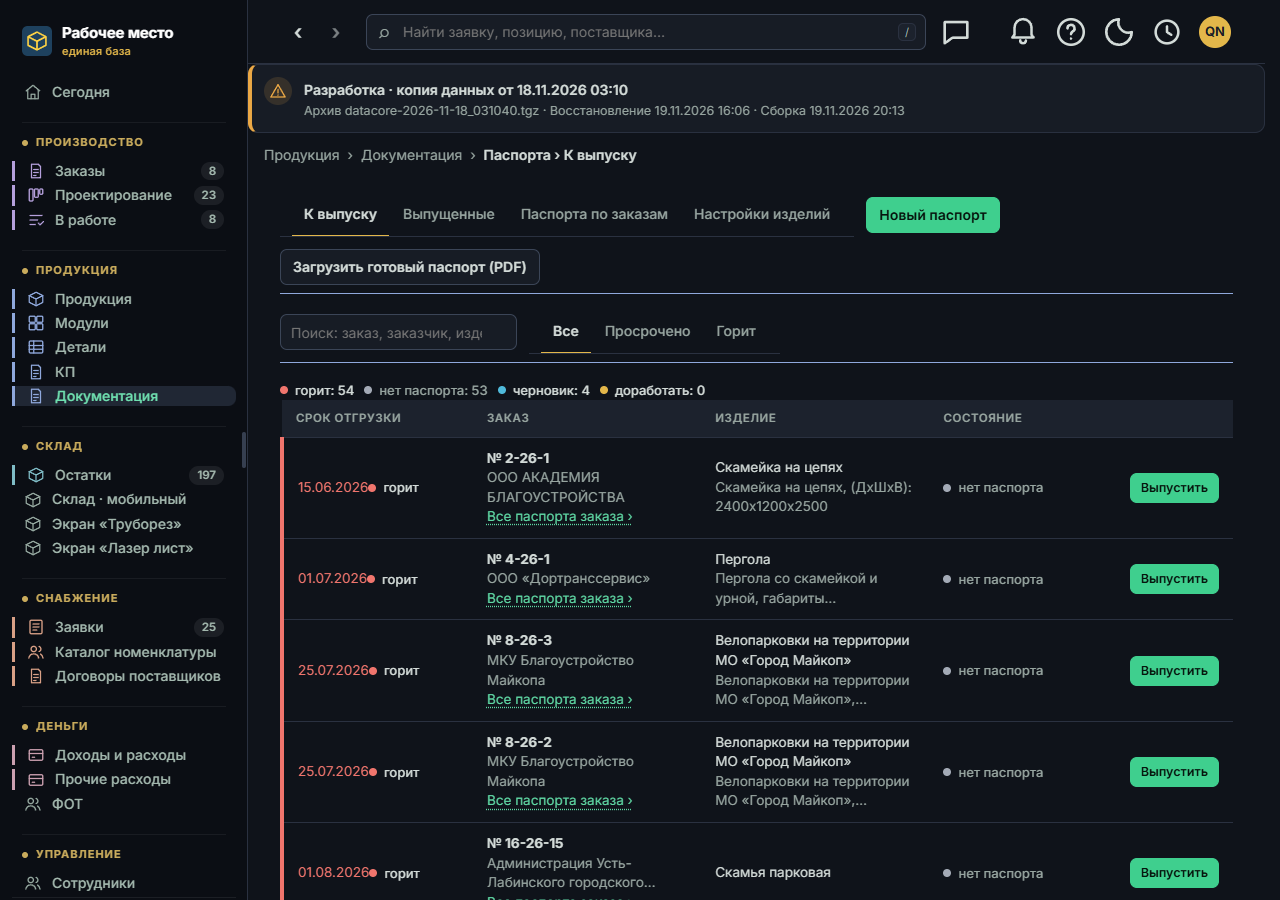 Рабочее место
единая база
Сегодня
ПРОИЗВОДСТВО
Заказы 8
Проектирование 23
В работе 8
ПРОДУКЦИЯ
Продукция
Модули
Детали
КП
Документация
СКЛАД
Остатки 197
Склад · мобильный
Экран «Труборез»
Экран «Лазер лист»
СНАБЖЕНИЕ
Заявки 25
Каталог номенклатуры
Договоры поставщиков
ДЕНЬГИ
Доходы и расходы
Прочие расходы
ФОТ
УПРАВЛЕНИЕ
Сотрудники
‹ › Найти заявку, позицию, поставщика... / QN
Разработка · копия данных от 18.11.2026 03:10
Архив datacore-2026-11-18_031040.tgz · Восстановление 19.11.2026 16:06 · Сборка 19.11.2026 20:13
Продукция › Документация › Паспорта › К выпуску
К выпуску Выпущенные Паспорта по заказам Настройки изделий Новый паспорт
Загрузить готовый паспорт (PDF)
Поиск: заказ, заказчик, изде Все Просрочено Горит
горит: 54 нет паспорта: 53 черновик: 4 доработать: 0
СРОК ОТГРУЗКИ ЗАКАЗ ИЗДЕЛИЕ СОСТОЯНИЕ
15.06.2026 горит
№ 2-26-1
ООО АКАДЕМИЯ
БЛАГОУСТРОЙСТВА
Все паспорта заказа ›
Скамейка на цепях
Скамейка на цепях, (ДхШхВ):
2400х1200х2500
нет паспорта Выпустить
01.07.2026 горит
№ 4-26-1
ООО «Дортранссервис»
Все паспорта заказа ›
Пергола
Пергола со скамейкой и
урной, габариты...
нет паспорта Выпустить
25.07.2026 горит
№ 8-26-3
МКУ Благоустройство
Майкопа
Все паспорта заказа ›
Велопарковки на территории
МО «Город Майкоп»
Велопарковки на территории
МО «Город Майкоп»,...
нет паспорта Выпустить
25.07.2026 горит
№ 8-26-2
МКУ Благоустройство
Майкопа
Все паспорта заказа ›
Велопарковки на территории
МО «Город Майкоп»
Велопарковки на территории
МО «Город Майкоп»,...
нет паспорта Выпустить
01.08.2026 горит
№ 16-26-15
Администрация Усть-
Лабинского городского...
Скамья парковая
нет паспорта Выпустить